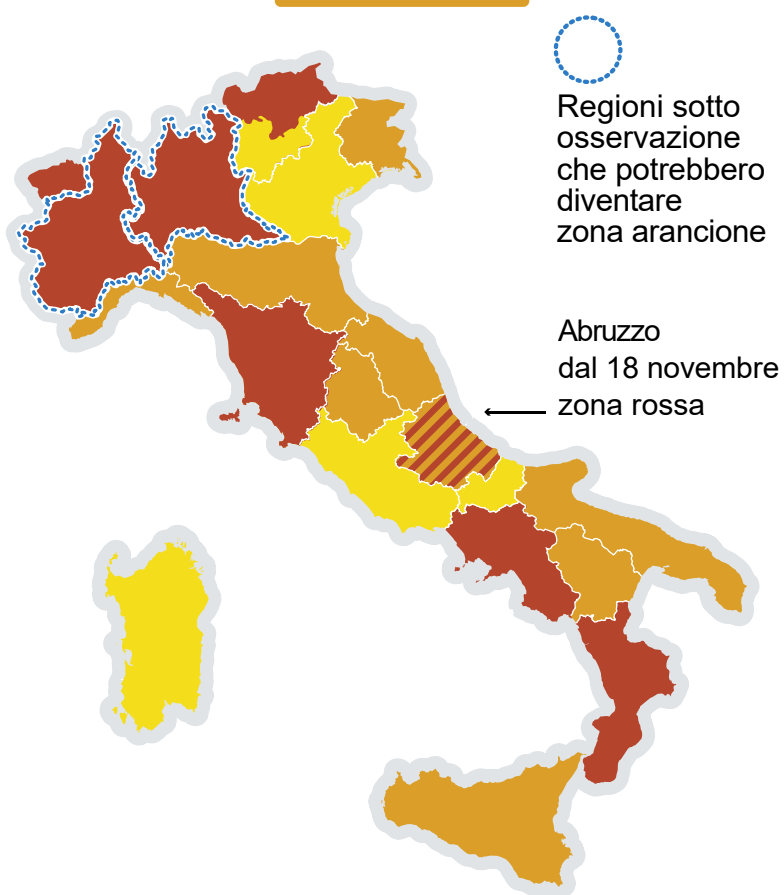 Regioni sotto
osservazione
che potrebbero
diventare
zona arancione
Abruzzo
dal 18 novembre
zona rossa